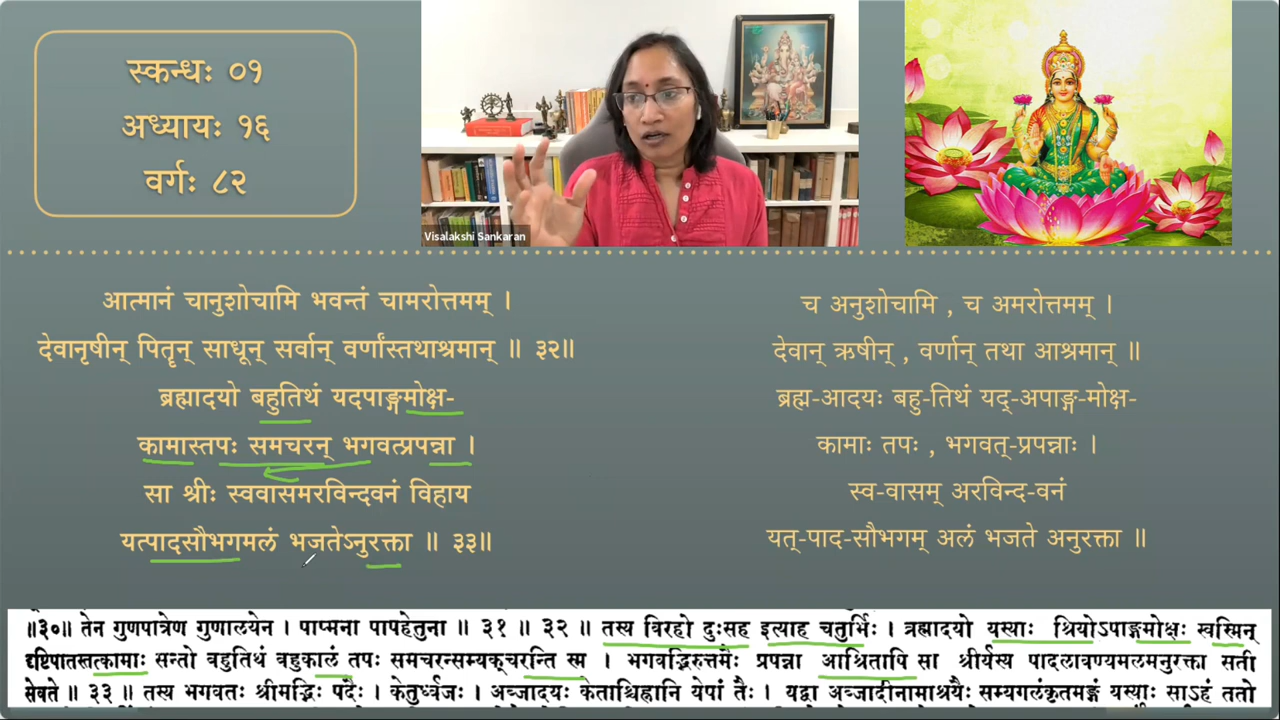 स्कन्धः ०१
अध्यायः १६
वर्गः ८२
Visalakshi Sankaran
आत्मानं चानुशोचामि भवन्तं चामरोत्तमम् ।
देवानृषीन् पितॄन् साधून् सर्वान् वर्णांस्तथाश्रमान् ॥ ३२॥
ब्रह्मादयो बहुतिथं यदपाङ्गमोक्ष-
कामास्तपः समचरन् भगवत्प्रपन्ना ।
सा श्रीः स्ववासमरविन्दवनं विहाय
यत्पादसौभगमलं भजतेऽनुरक्ता ॥ ३३॥
च अनुशोचामि , च अमरोत्तमम् ।
देवान् ऋषीन् , वर्णान् तथा आश्रमान् ॥
ब्रह्म-आदयः बहु-तिथं यद्-अपाङ्ग-मोक्ष-
कामाः तपः , भगवत्-प्रपन्नाः ।
स्व-वासम् अरविन्द-वनं
यत्-पाद-सौभगम् अलं भजते अनुरक्ता ॥
॥३०॥ तेन गुणपात्रेण गुणालयेन । पाप्मना पापहेतुना ॥ ३१ ॥ ३२ ॥ तस्य विरहो दुःसह इत्याह चतुर्भिः । ब्रह्मादयो यस्याः श्रियोऽपाङ्गमोक्षः स्वस्मिन्
दृष्टिपातस्तत्कामाः सन्तो बहुतिथं बहुकालं तपः समचरन्सम्यक्चरन्ति स्म । भगवद्भिरुत्तमैः प्रपन्ना आश्रितापि सा श्रीर्यस्य पादलावण्यमलमनुरक्ता सती
सेवते ॥ ३३ ॥ तस्य भगवतः श्रीमद्भिः पदैः । केतुर्ध्वजः । अब्जादयः केताश्चिह्नानि येषां तैः । यद्वा अब्जादीनामाश्रयैः सम्यगलंकृतमङ्गं यस्याः साऽहं ततो